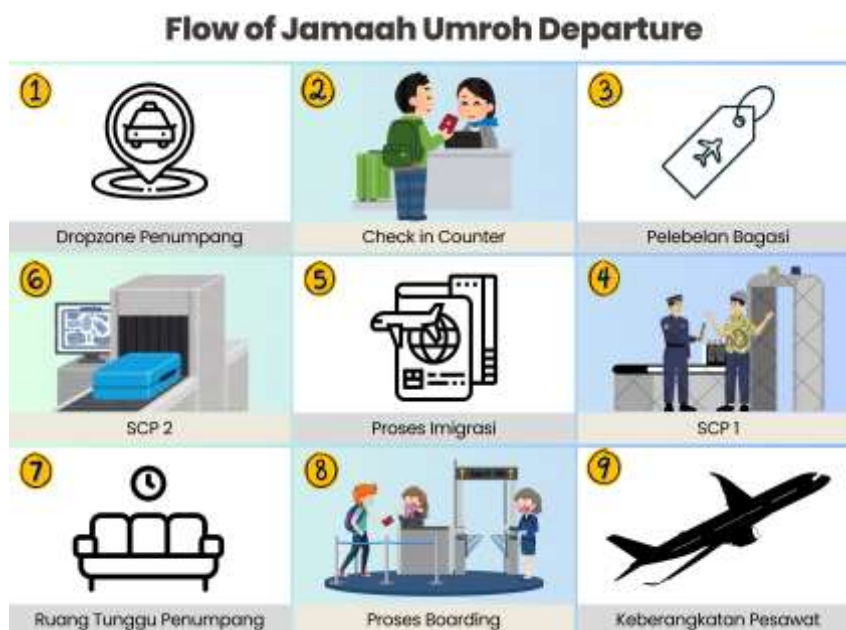 Flow of Jamaah Umroh Departure
1
Dropzone Penumpang
2
Check in Counter
3
Pelebelan Bagasi
6
SCP 2
5
Proses Imigrasi
4
SCP 1
7
Ruang Tunggu Penumpang
8
Proses Boarding
9
Keberangkatan Pesawat